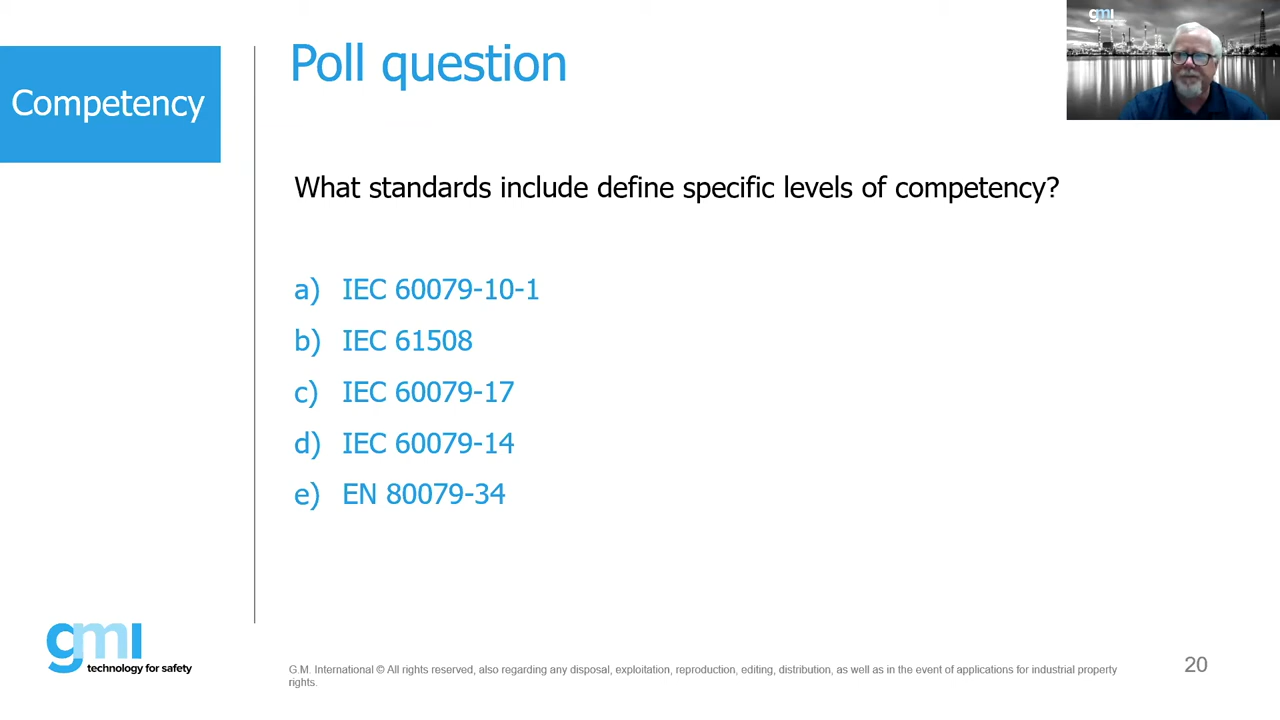 Competency
Poll question
gmi
What standards include define specific levels of competency?
a) IEC 60079-10-1
b) IEC 61508
c) IEC 60079-17
d) IEC 60079-14
e) EN 80079-34
gmi
technology for safety
G.M. International © All rights reserved, also regarding any disposal, exploitation, reproduction, editing, distribution, as well as in the event of applications for industrial property
rights.
20